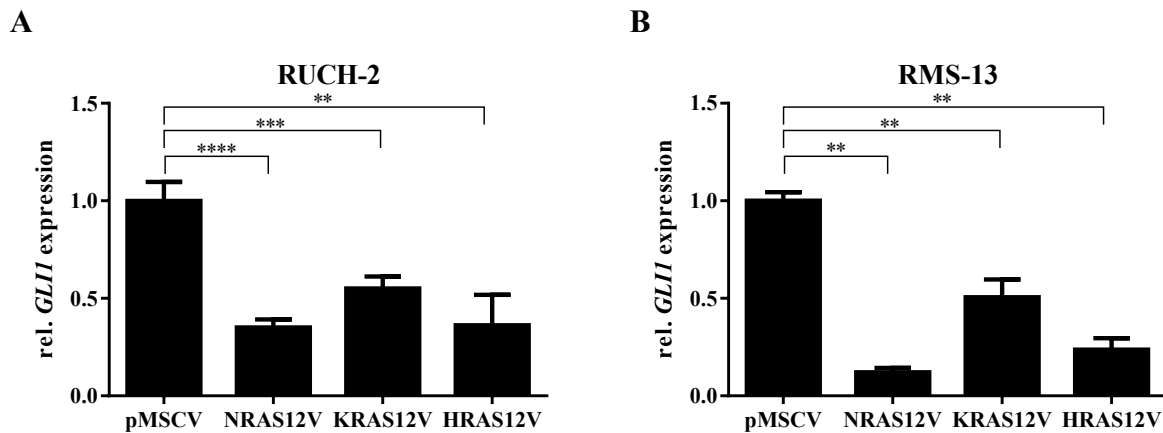 A
RUCH-2
rel. GLI1 expression
1.5
1.0
0.5
0.0
**
***
****
pMSCV NRAS12V KRAS12V HRAS12V
B
RMS-13
rel. GLI1 expression
1.5
1.0
0.5
0.0
**
**
**
pMSCV NRAS12V KRAS12V HRAS12V